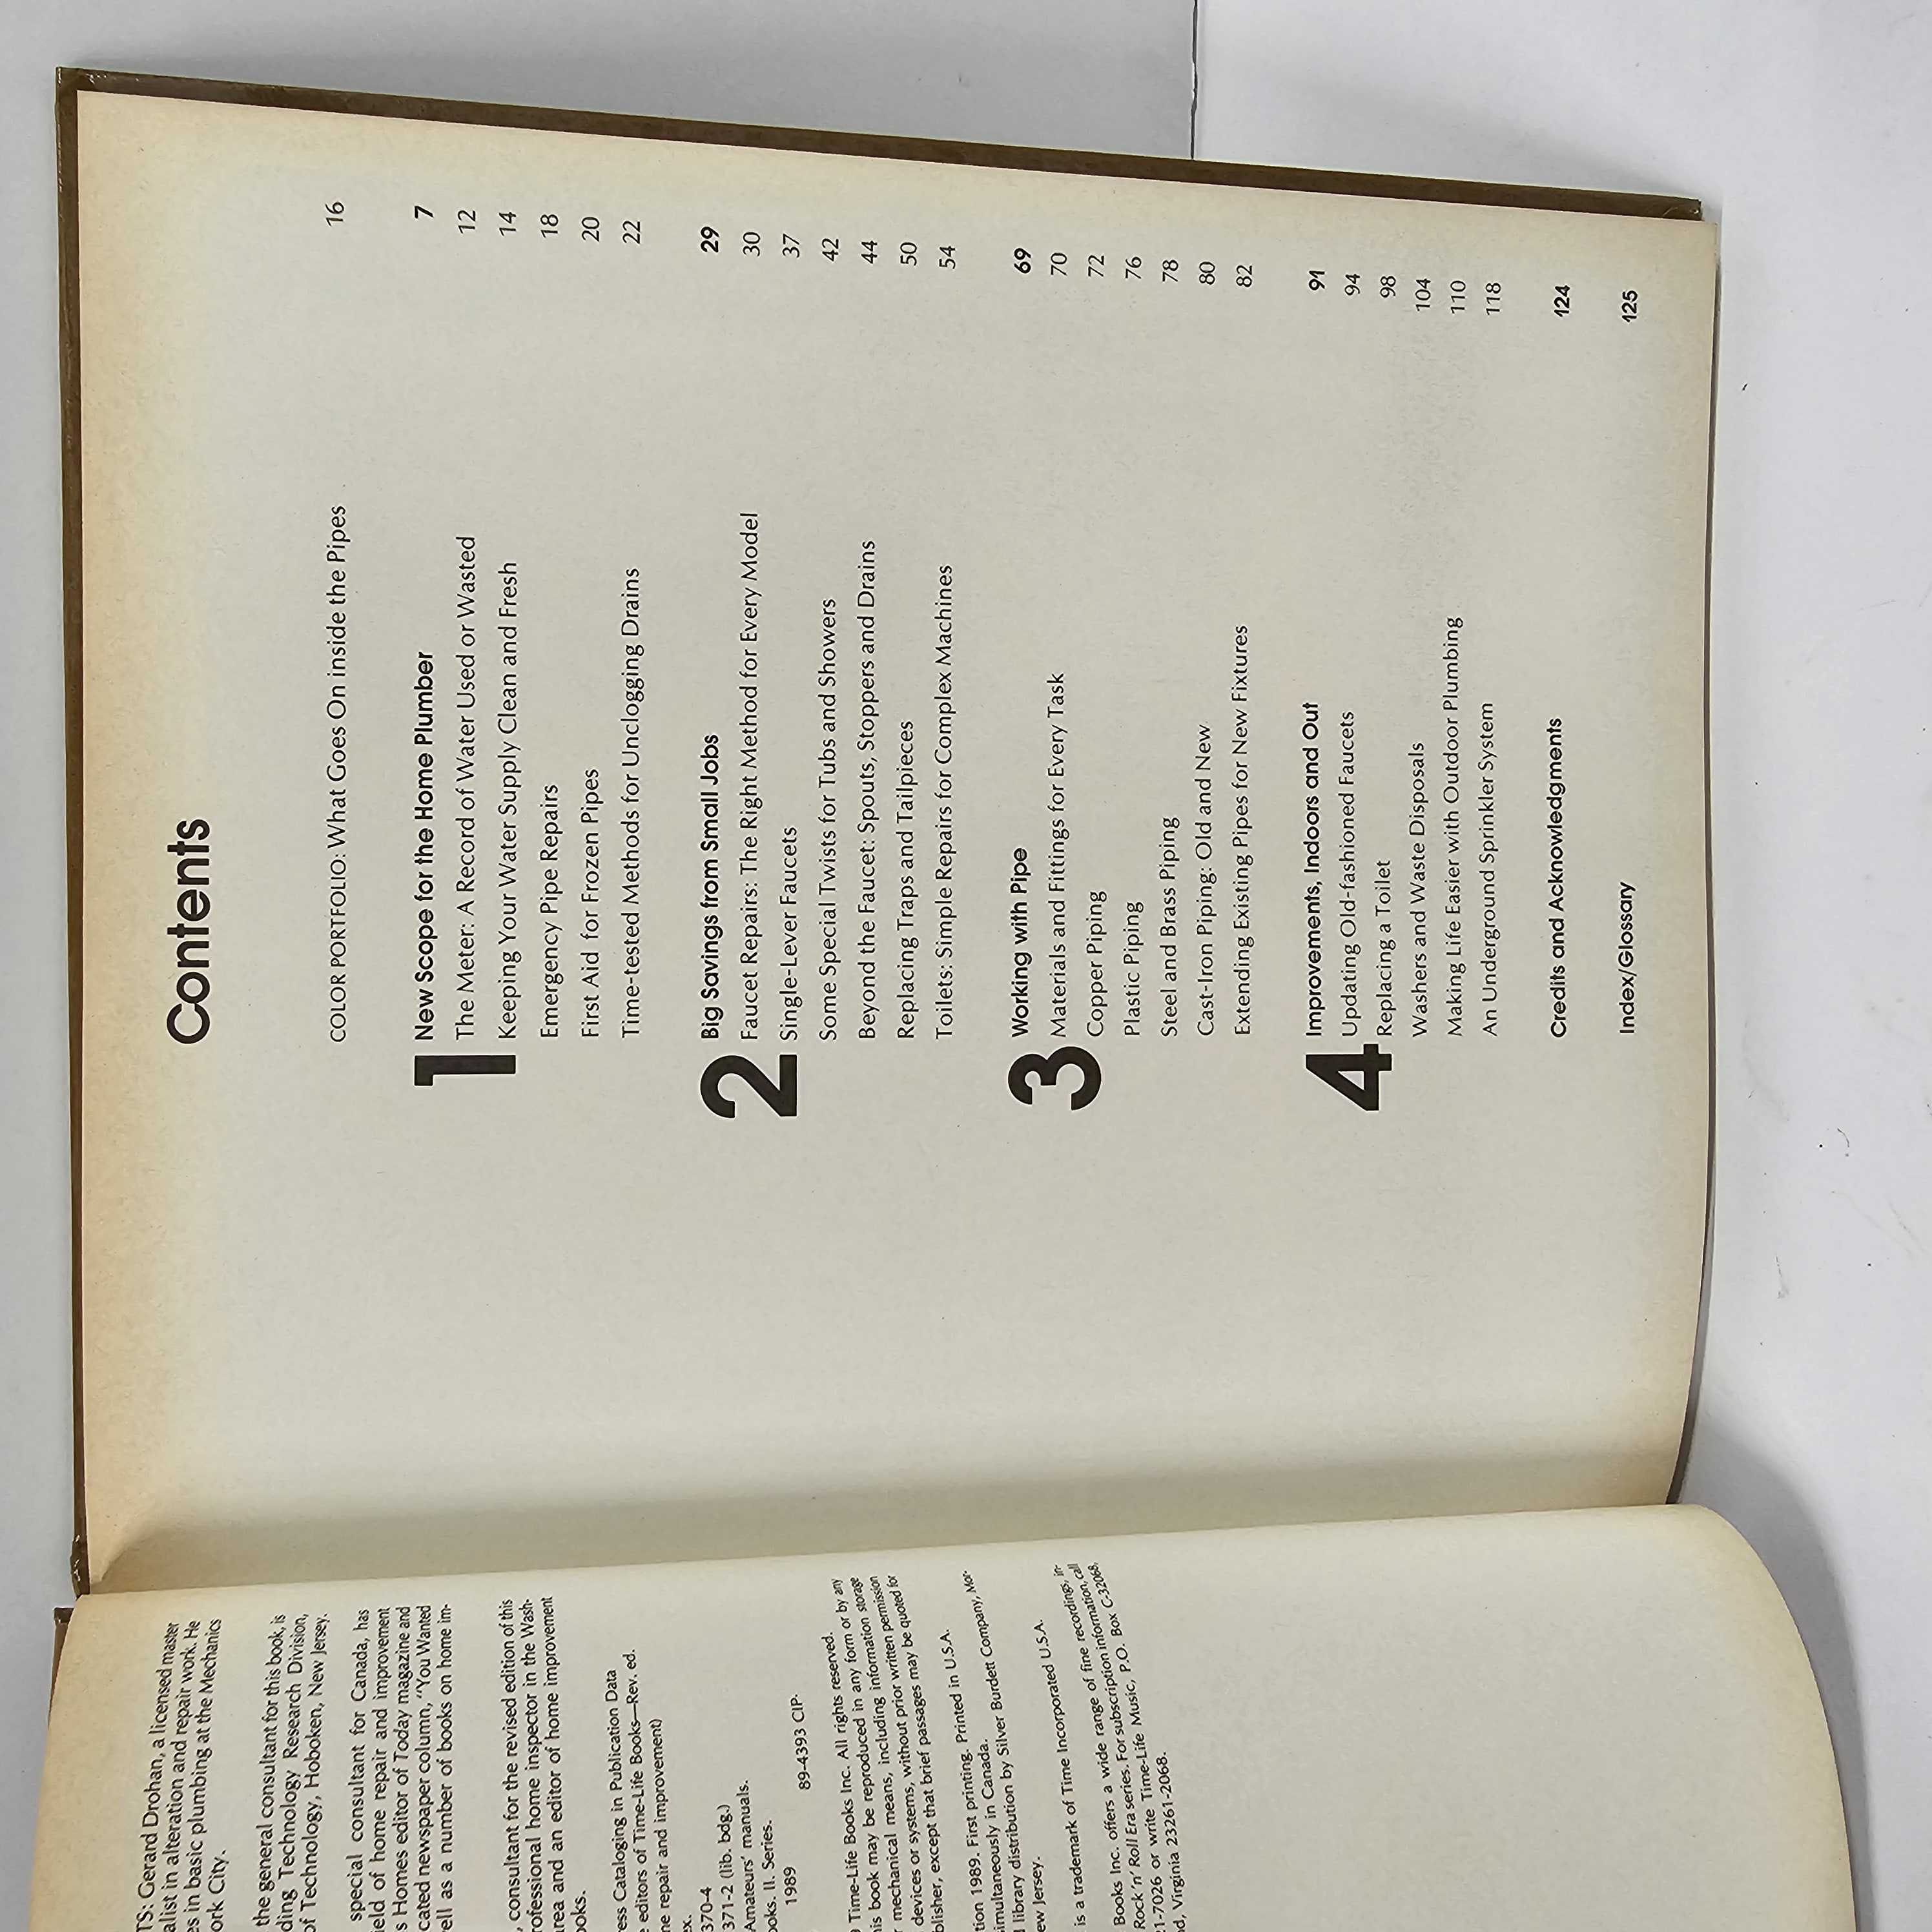 TS: Gerard Drohan, a licensed master
alist in alteration and repair work. He
es in basic plumbing at the Mechanics
ork City.
the general consultant for this book, is
ding Technology Research Division,
of Technology, Hoboken, New Jersey.
special consultant for Canada, has
ield of home repair and improvement
s Homes editor of Today magazine and
cated newspaper column, "You Wanted
ell as a number of books on home im-
, consultant for the revised edition of this
rofessional home inspector in the Wash-
area and an editor of home improvement
ooks.
ress Cataloging in Publication Data
e editors of Time-Life Books—Rev. ed.
ne repair and improvement)
ex.
370-4
371-2 (lib. bdg.)
Amateurs' manuals.
ooks. II. Series.
1989
89-4393 CIP
9 Time-Life Books Inc. All rights reserved.
his book may be reproduced in any form or by any
r mechanical means, including information storage
devices or systems, without prior written permission
blisher, except that brief passages may be quoted for
tion 1989. First printing. Printed in U.S.A.
simultaneously in Canada.
l library distribution by Silver Burdett Company, Mor-
ew Jersey.
is a trademark of Time Incorporated U.S.A.
Books Inc. offers a wide range of fine recordings, in-
Rock 'n' Roll Era series. For subscription information, call
21-7026 or write Time-Life Music, P.O. Box C-32068,
nd, Virginia 23261-2068.
Contents
COLOR PORTFOLIO: What Goes On inside the Pipes 16
1 New Scope for the Home Plumber 7
The Meter: A Record of Water Used or Wasted 12
Keeping Your Water Supply Clean and Fresh 14
Emergency Pipe Repairs 18
First Aid for Frozen Pipes 20
Time-tested Methods for Unclogging Drains 22
2 Big Savings from Small Jobs 29
Faucet Repairs: The Right Method for Every Model 30
Single-Lever Faucets 37
Some Special Twists for Tubs and Showers 42
Beyond the Faucet: Spouts, Stoppers and Drains 44
Replacing Traps and Tailpieces 50
Toilets: Simple Repairs for Complex Machines 54
3 Working with Pipe 69
Materials and Fittings for Every Task 70
Copper Piping 72
Plastic Piping 76
Steel and Brass Piping 78
Cast-Iron Piping: Old and New 80
Extending Existing Pipes for New Fixtures 82
4 Improvements, Indoors and Out 91
Updating Old-fashioned Faucets 94
Replacing a Toilet 98
Washers and Waste Disposals 104
Making Life Easier with Outdoor Plumbing 110
An Underground Sprinkler System 118
Credits and Acknowledgments 124
Index/Glossary 125